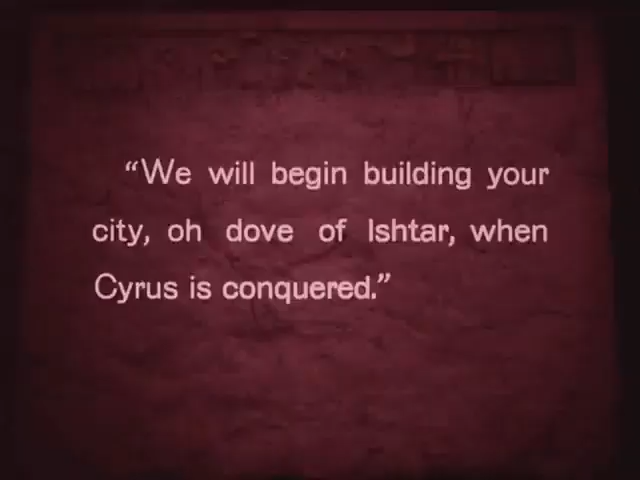 “We will begin building your
city, oh dove of Ishtar, when
Cyrus is conquered.”